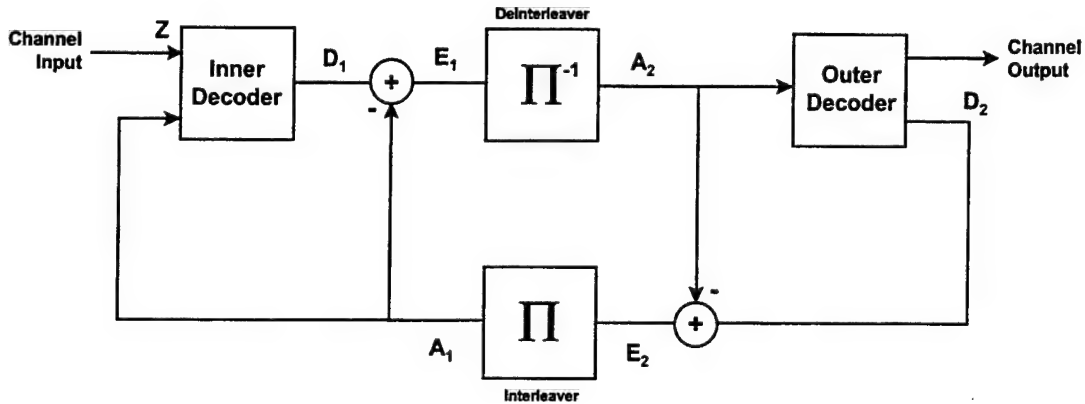 Channel
Input
Z
Inner
Decoder
D₁
+
-
E₁
Deinterleaver
Π⁻¹
A₂
Outer
Decoder
Channel
Output
D₂
A₁
Π
Interleaver
E₂
-
+